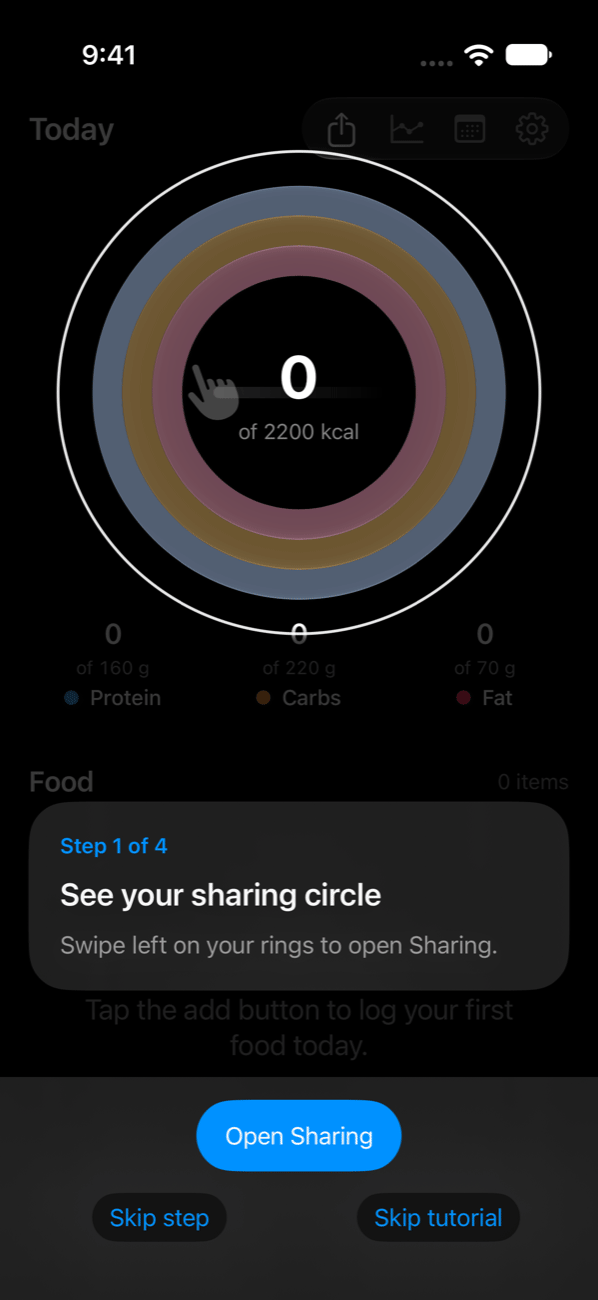 9:41
Today
0
of 2200 kcal
0 0 0
of 160 g of 220 g of 70 g
Protein Carbs Fat
Food 0 items
Step 1 of 4
See your sharing circle
Swipe left on your rings to open Sharing.
Tap the add button to log your first
food today.
Open Sharing
Skip step Skip tutorial